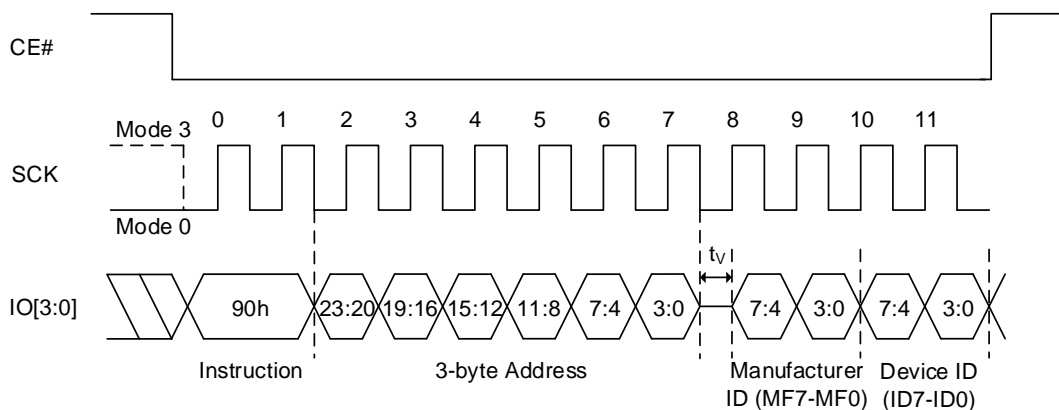 CE#
0 1 2 3 4 5 6 7 8 9 10 11
Mode 3
SCK
Mode 0
tV
IO[3:0]
90h 23:20 19:16 15:12 11:8 7:4 3:0 7:4 3:0 7:4 3:0
Instruction 3-byte Address Manufacturer Device ID
ID (MF7-MF0) (ID7-ID0)